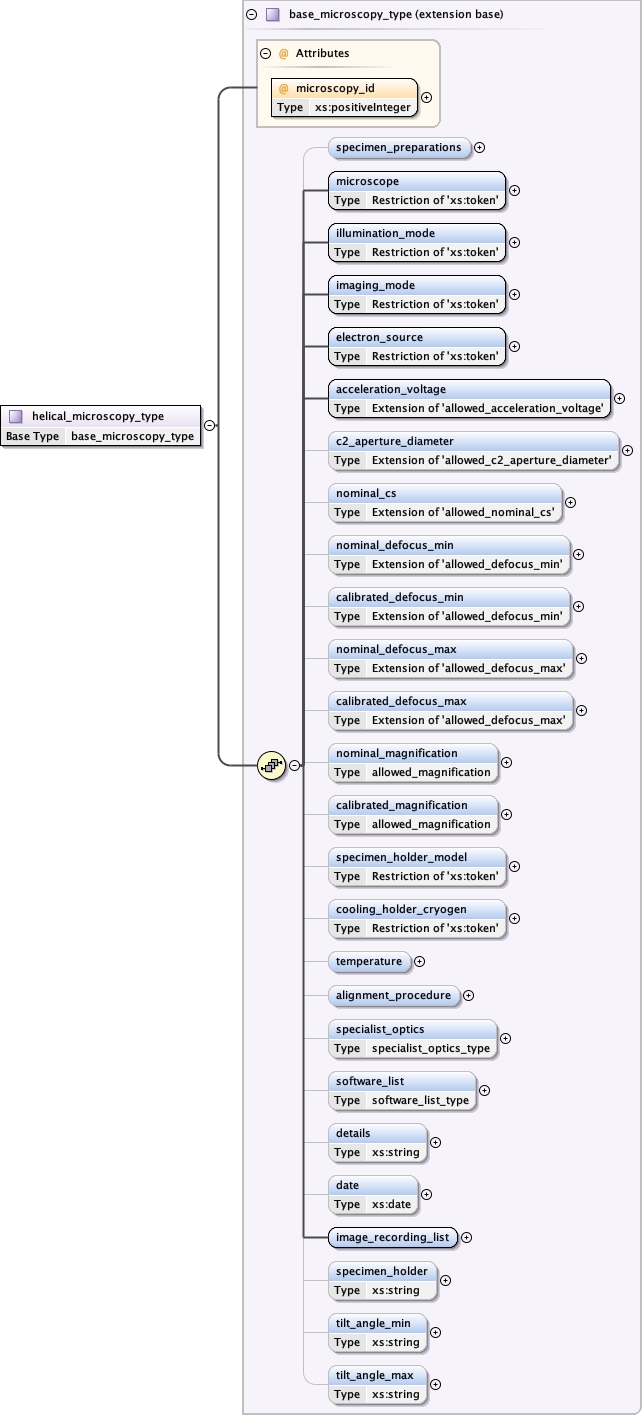 base_microscopy_type (extension base)
@ Attributes
@ microscopy_id
Type xs:positiveInteger
specimen_preparations
microscope
Type Restriction of 'xs:token'
illumination_mode
Type Restriction of 'xs:token'
imaging_mode
Type Restriction of 'xs:token'
electron_source
Type Restriction of 'xs:token'
acceleration_voltage
Type Extension of 'allowed_acceleration_voltage'
helical_microscopy_type
Base Type base_microscopy_type
c2_aperture_diameter
Type Extension of 'allowed_c2_aperture_diameter'
nominal_cs
Type Extension of 'allowed_nominal_cs'
nominal_defocus_min
Type Extension of 'allowed_defocus_min'
calibrated_defocus_min
Type Extension of 'allowed_defocus_min'
nominal_defocus_max
Type Extension of 'allowed_defocus_max'
calibrated_defocus_max
Type Extension of 'allowed_defocus_max'
nominal_magnification
Type allowed_magnification
calibrated_magnification
Type allowed_magnification
specimen_holder_model
Type Restriction of 'xs:token'
cooling_holder_cryogen
Type Restriction of 'xs:token'
temperature
alignment_procedure
specialist_optics
Type specialist_optics_type
software_list
Type software_list_type
details
Type xs:string
date
Type xs:date
image_recording_list
specimen_holder
Type xs:string
tilt_angle_min
Type xs:string
tilt_angle_max
Type xs:string